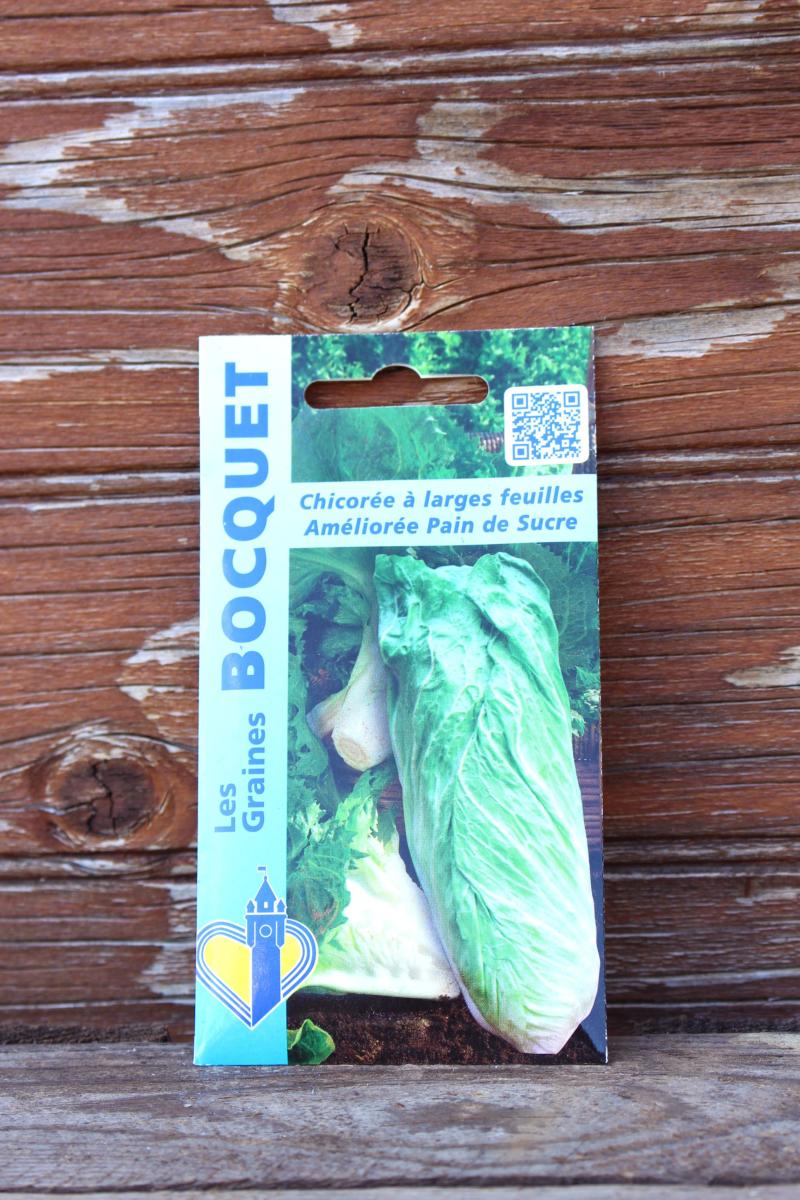 Les
Graines
BOCQUET
Chicorée à larges feuilles
Améliorée Pain de Sucre